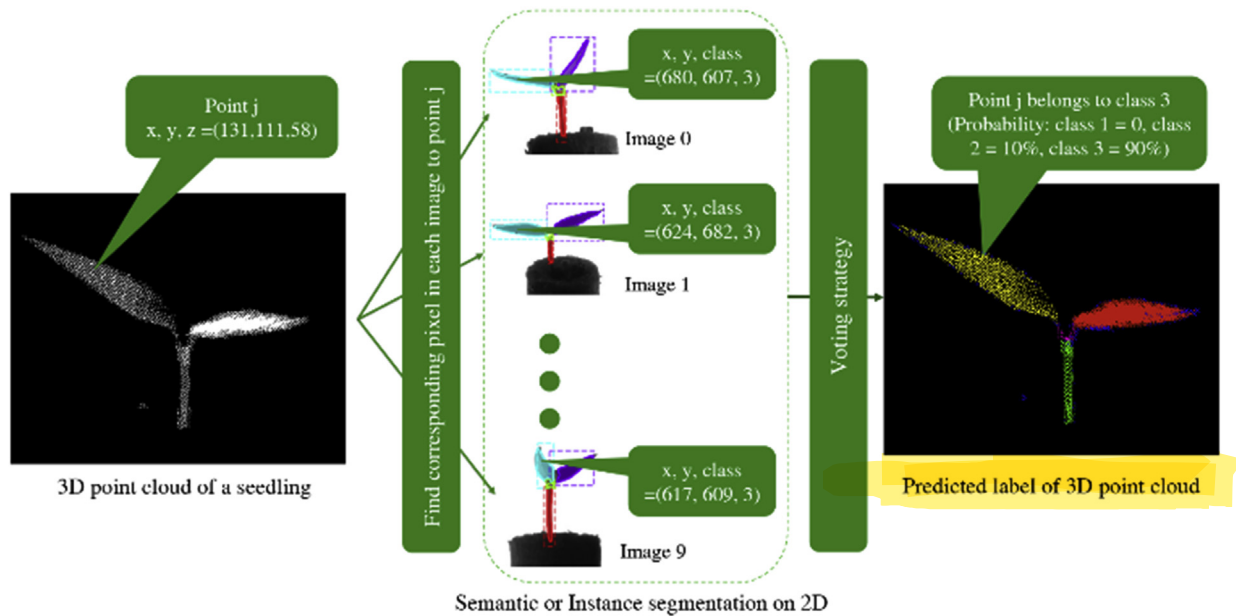 Point j
x, y, z =(131,111,58)
3D point cloud of a seedling
Find corresponding pixel in each image to point j
x, y, class
=(680, 607, 3)
Image 0
x, y, class
=(624, 682, 3)
Image 1
x, y, class
=(617, 609, 3)
Image 9
Semantic or Instance segmentation on 2D
Voting strategy
Point j belongs to class 3
(Probability: class 1 = 0, class
2 = 10%, class 3 = 90%)
Predicted label of 3D point cloud